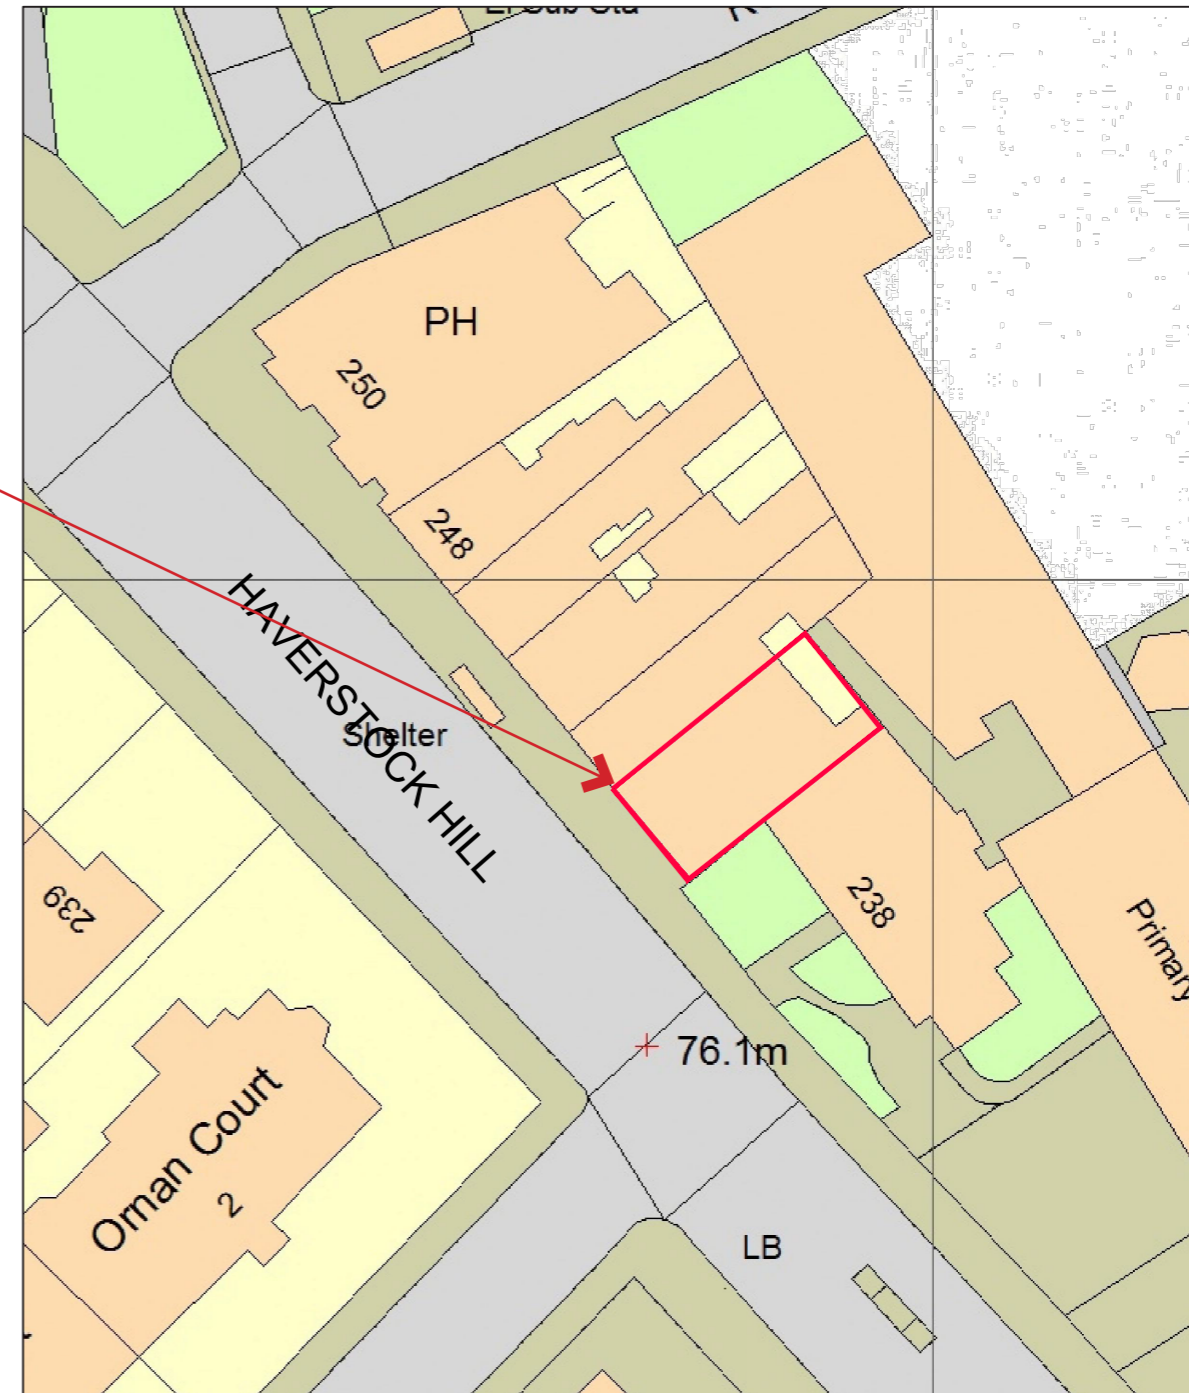 PH
250
248
HAVERSTOCK HILL
Shelter
239
238
Primary
76.1m
Ornan Court
2
LB